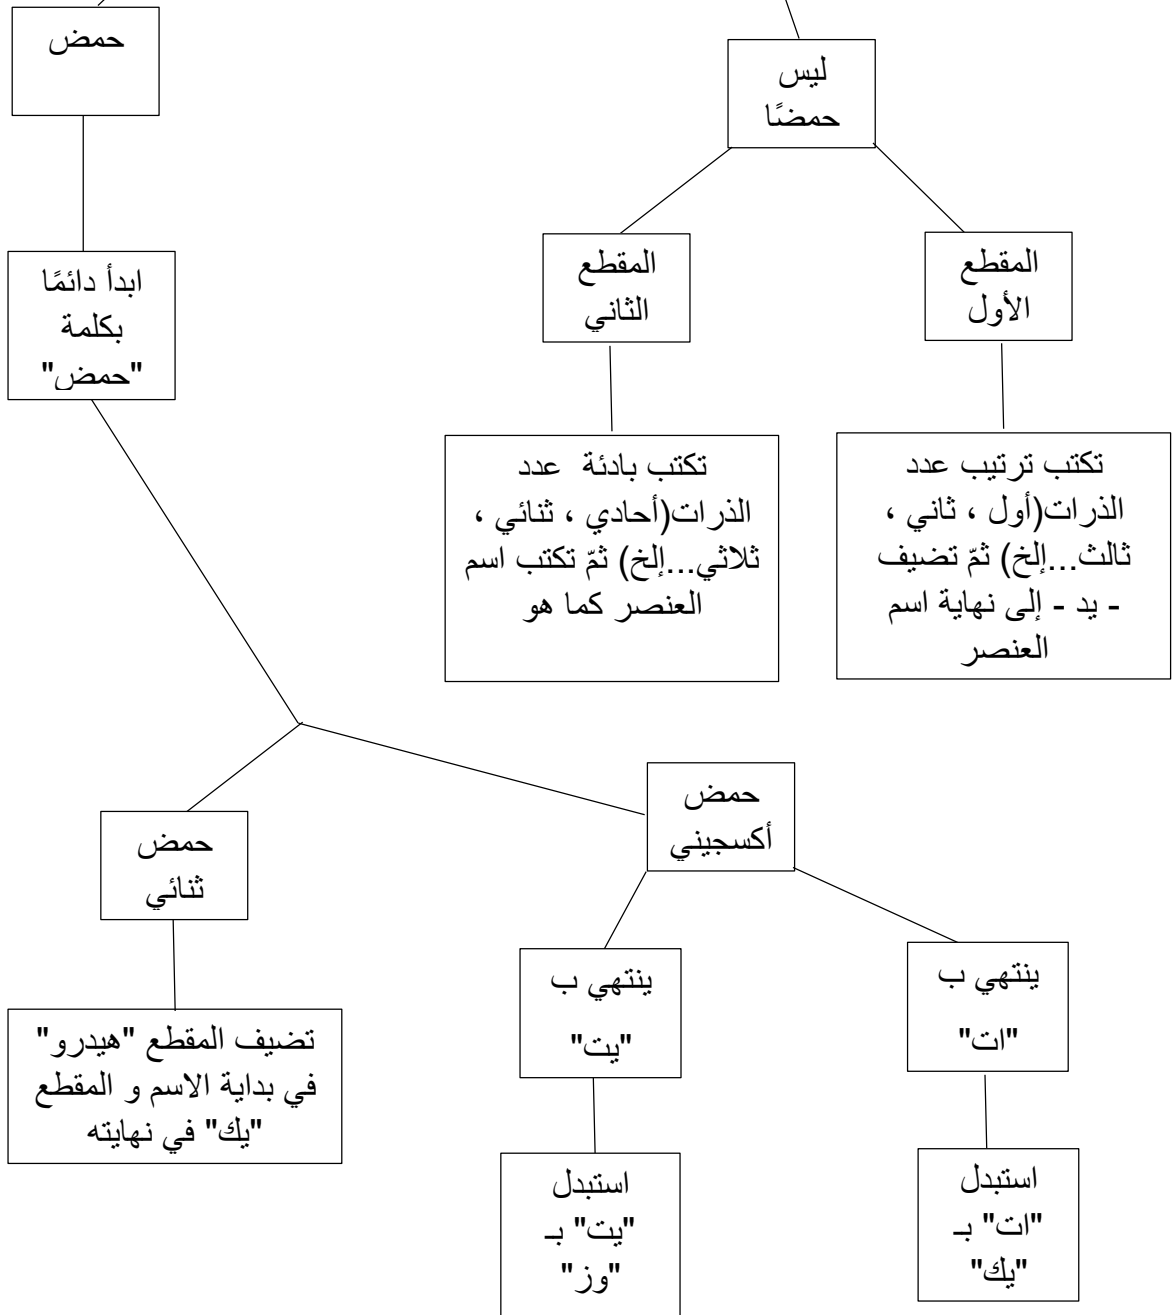 حمض
ليس
حمضًا
المقطع
الأول
المقطع
الثاني
ابدأ دائمًا
بكلمة
"حمض"
تكتب ترتيب عدد
الذرات(أول ، ثاني ،
ثالث...إلخ) ثمّ تضيف
- يد - إلى نهاية اسم
العنصر
تكتب بادئة عدد
الذرات(أحادي ، ثنائي ،
ثلاثي...إلخ) ثمّ تكتب اسم
العنصر كما هو
حمض
أكسجيني
حمض
ثنائي
ينتهي ب
"ات"
ينتهي ب
"يت"
تضيف المقطع "هيدرو"
في بداية الاسم و المقطع
"يك" في نهايته
استبدل
"ات" بـ
"يك"
استبدل
"يت" بـ
"وز"